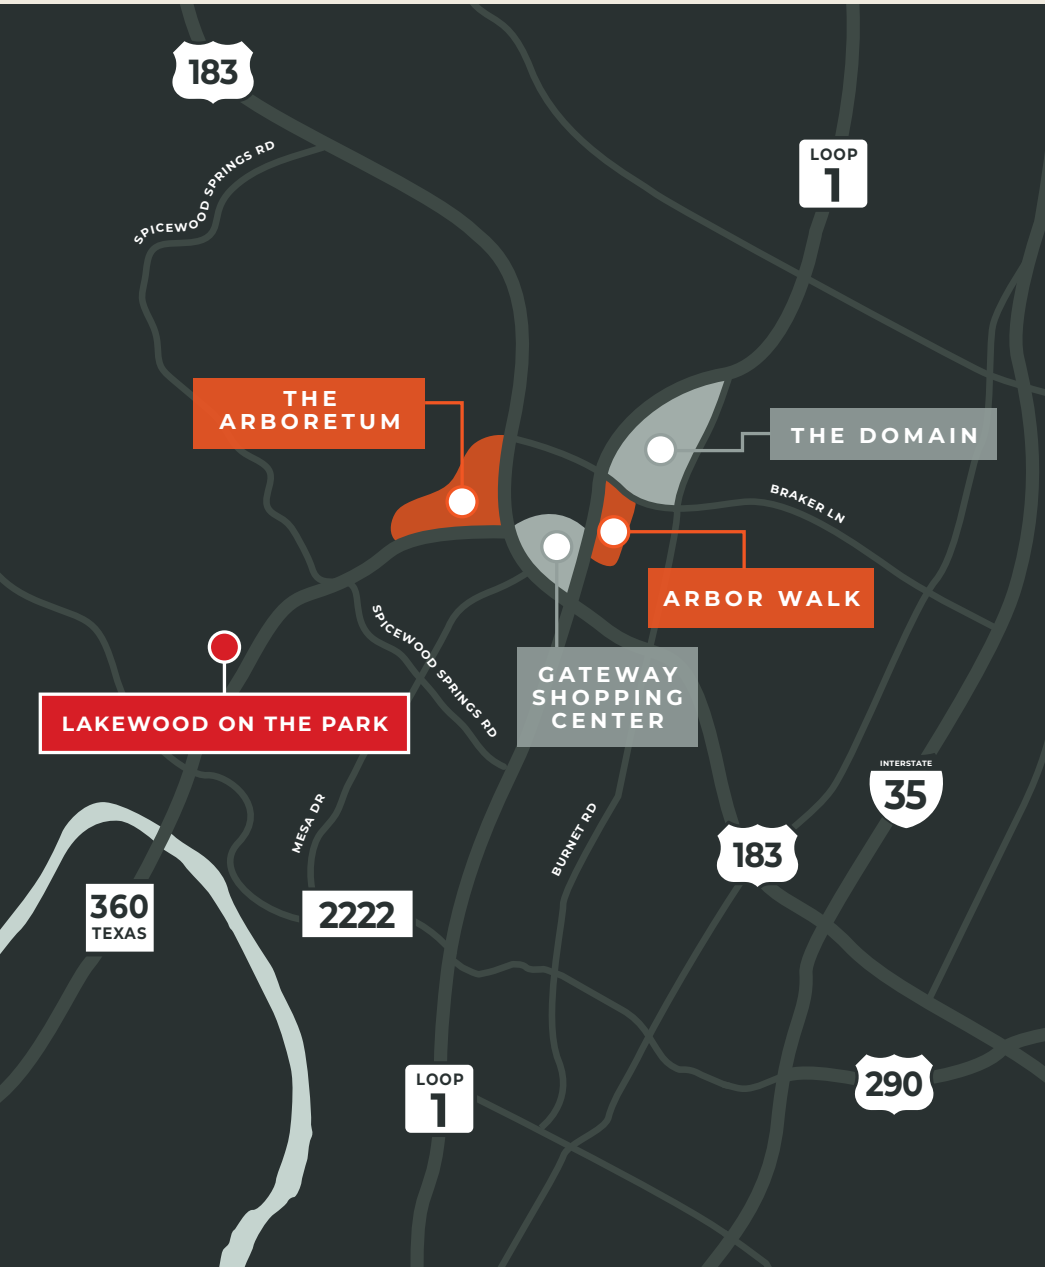 183
SPICEWOOD SPRINGS RD
LOOP
1
THE
ARBORETUM
THE DOMAIN
BRAKER LN
ARBOR WALK
SPICEWOOD SPRINGS RD
GATEWAY
SHOPPING
CENTER
LAKEWOOD ON THE PARK
INTERSTATE
35
MESA DR
BURNET RD
183
360
TEXAS
2222
LOOP
1
290